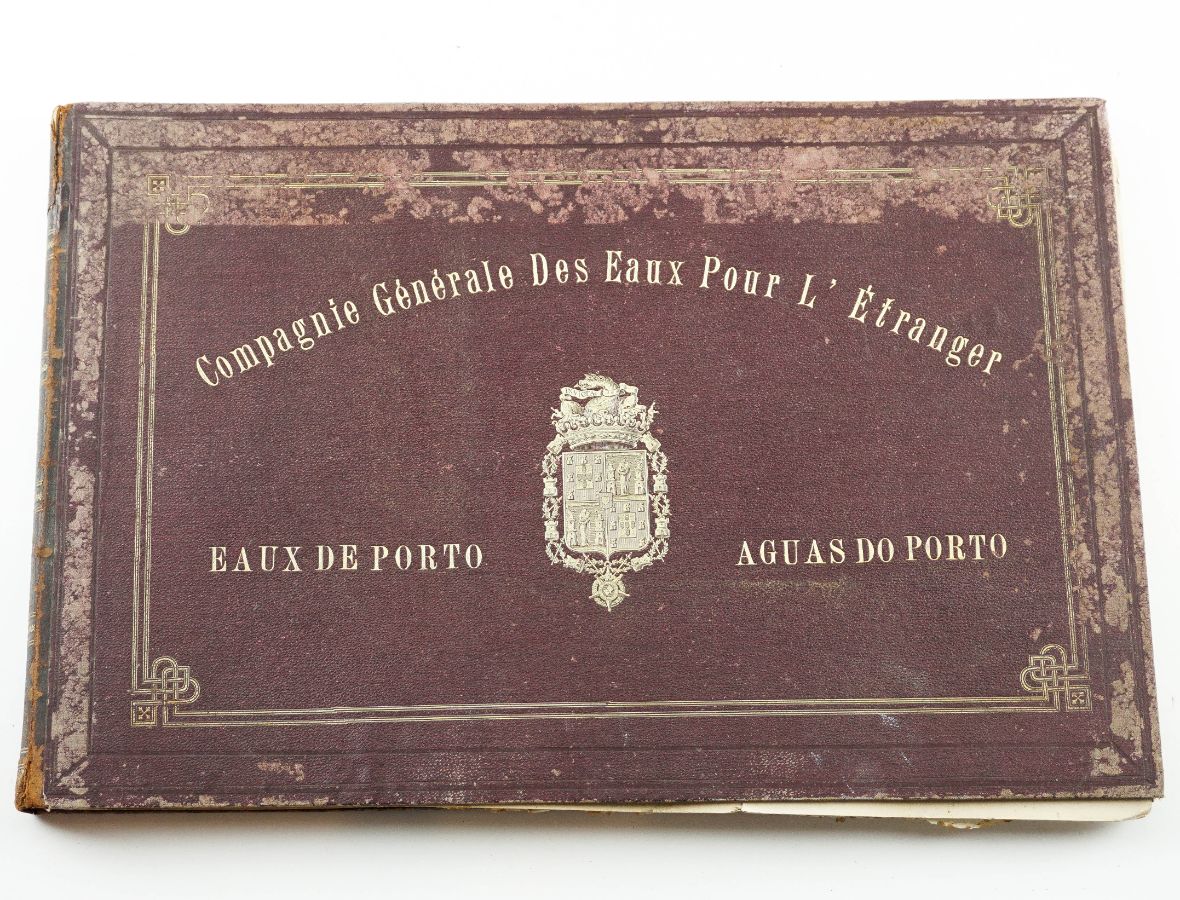 Compagnie Générale Des Eaux Pour L' Étranger
EAUX DE PORTO
AGUAS DO PORTO